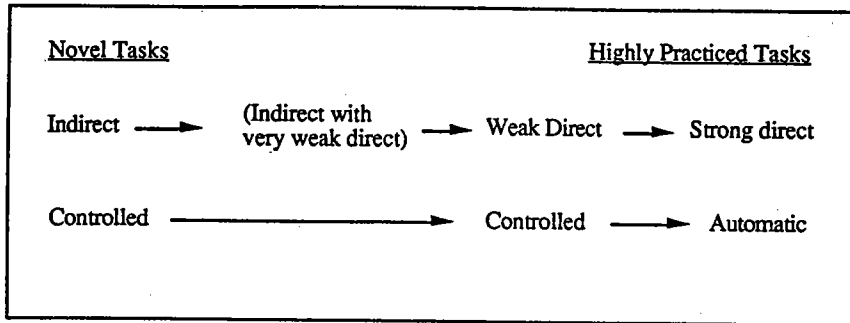 Novel Tasks Highly Practiced Tasks
Indirect (Indirect with very weak direct) Weak Direct Strong direct
Controlled Controlled Automatic